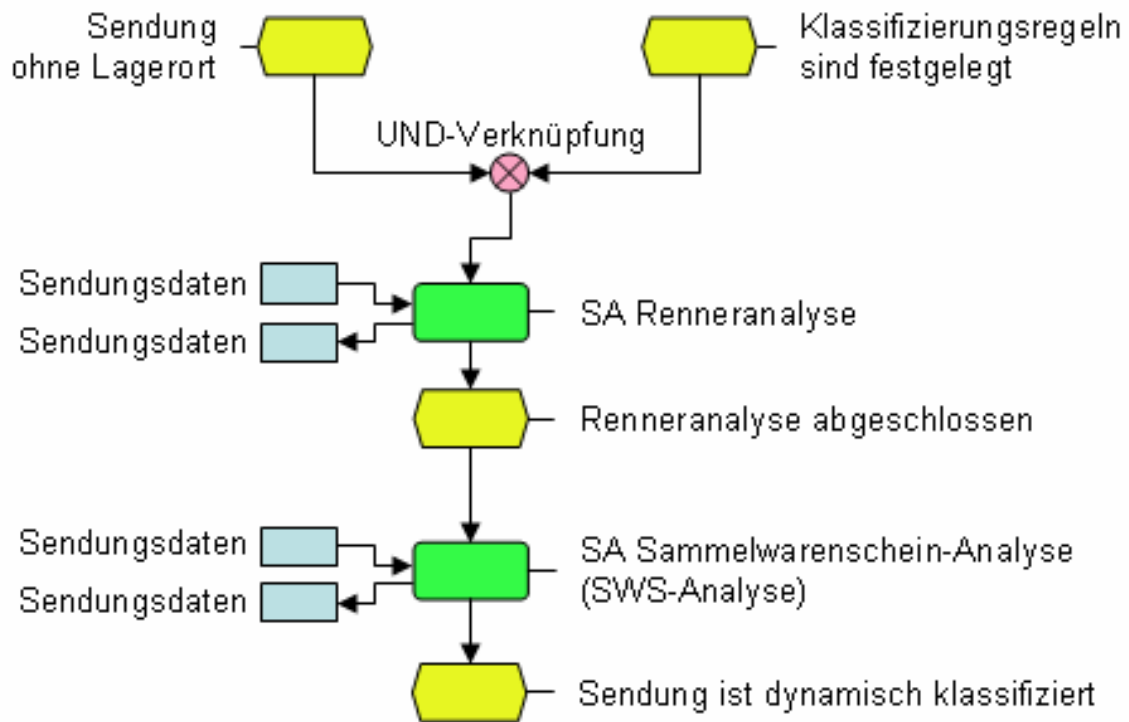 Sendung
ohne Lagerort
Klassifizierungsregeln
sind festgelegt
UND-Verknüpfung
Sendungsdaten
Sendungsdaten
SA Renneranalyse
Renneranalyse abgeschlossen
Sendungsdaten
Sendungsdaten
SA Sammelwarenschein-Analyse
(SWS-Analyse)
Sendung ist dynamisch klassifiziert